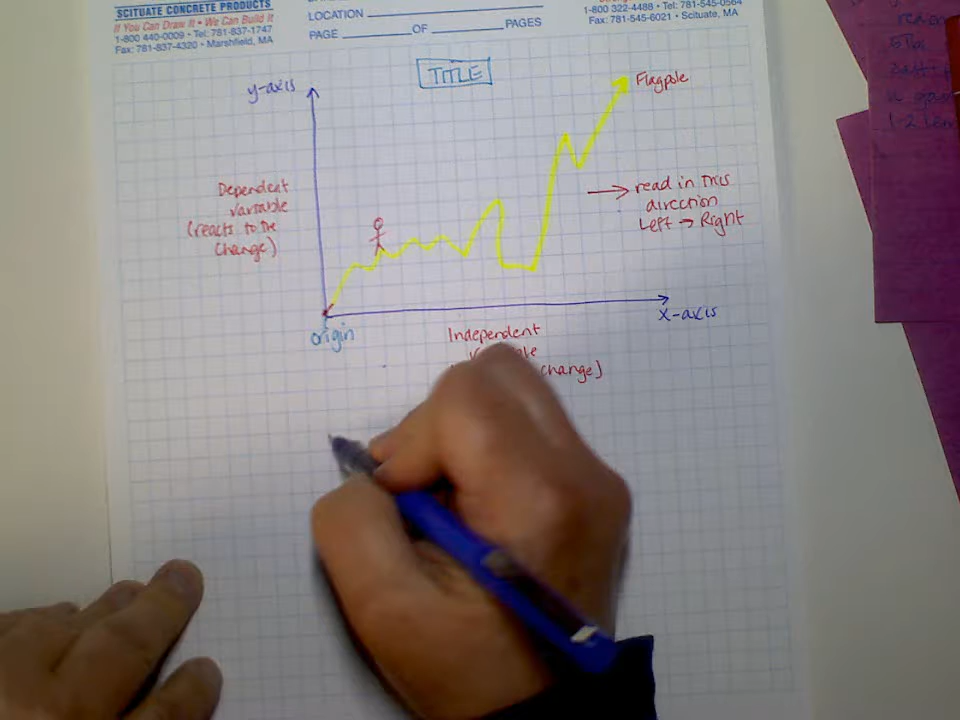 SCITUATE CONCRETE PRODUCTS
If You Can Draw It • We Can Build It
1-800 440-0009 • Tel: 781-837-1747
Fax: 781-837-4320 • Marshfield, MA
LOCATION
PAGE OF PAGES
1-800 322-4488 • Tel: 781-545-0564
Fax: 781-545-6021 • Scituate, MA
TITLE
y-axis
Flagpole
Dependent
variable
(reacts to the
change)
read in this
direction
Left → Right
x-axis
origin
Independent
change)